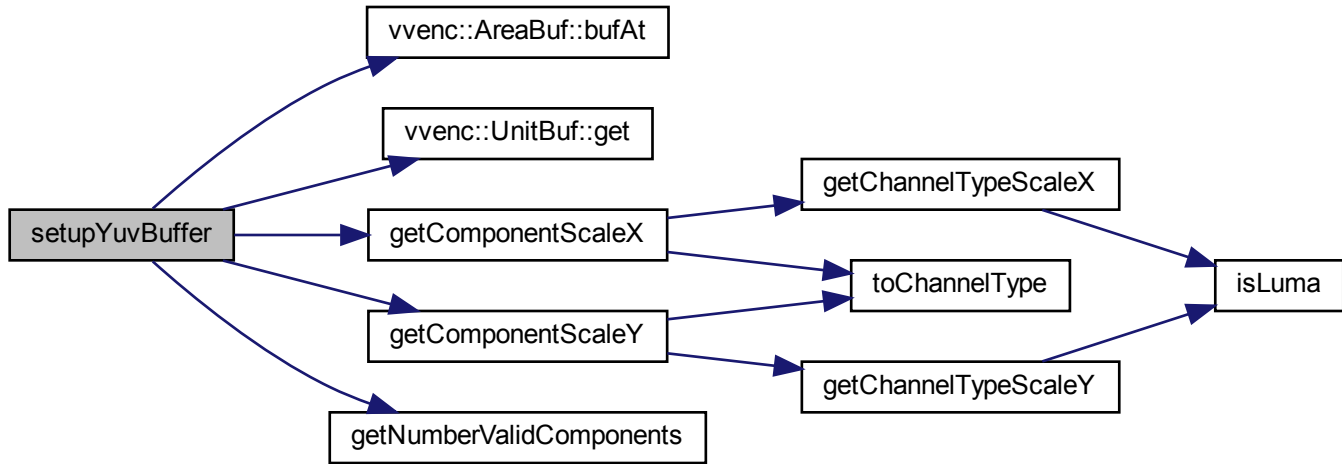 vvenc::AreaBuf::bufAt
vvenc::UnitBuf::get
getChannelTypeScaleX
setupYuvBuffer
getComponentScaleX
toChannelType
isLuma
getComponentScaleY
getChannelTypeScaleY
getNumberValidComponents